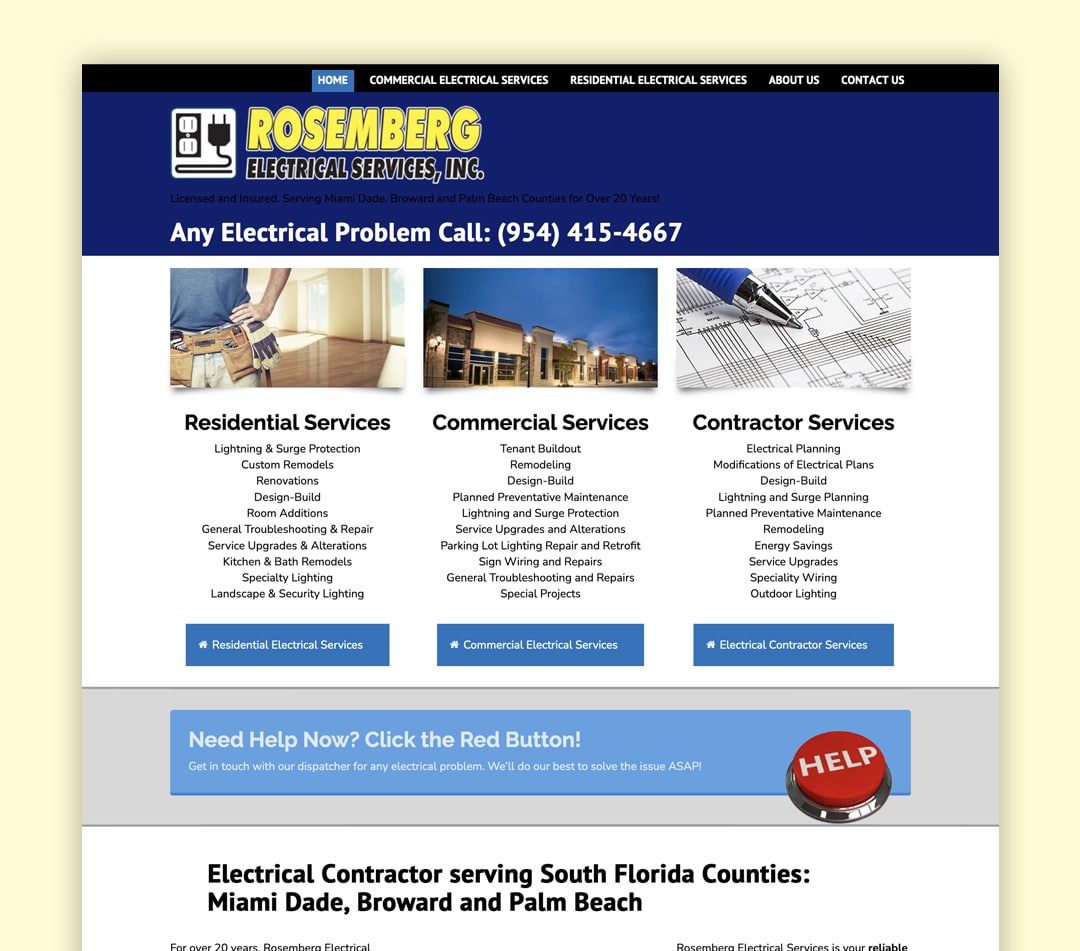 HOME COMMERCIAL ELECTRICAL SERVICES RESIDENTIAL ELECTRICAL SERVICES ABOUT US CONTACT US
ROSEMBERG
ELECTRICAL SERVICES, INC.
Licensed and Insured. Serving Miami Dade, Broward and Palm Beach Counties for Over 20 Years!
Any Electrical Problem Call: (954) 415-4667
Residential Services
Lightning & Surge Protection
Custom Remodels
Renovations
Design-Build
Room Additions
General Troubleshooting & Repair
Service Upgrades & Alterations
Kitchen & Bath Remodels
Specialty Lighting
Landscape & Security Lighting
Residential Electrical Services
Commercial Services
Tenant Buildout
Remodeling
Design-Build
Planned Preventative Maintenance
Lightning and Surge Protection
Service Upgrades and Alterations
Parking Lot Lighting Repair and Retrofit
Sign Wiring and Repairs
General Troubleshooting and Repairs
Special Projects
Commercial Electrical Services
Contractor Services
Electrical Planning
Modifications of Electrical Plans
Design-Build
Lightning and Surge Planning
Planned Preventative Maintenance
Remodeling
Energy Savings
Service Upgrades
Speciality Wiring
Outdoor Lighting
Electrical Contractor Services
Need Help Now? Click the Red Button!
Get in touch with our dispatcher for any electrical problem. We'll do our best to solve the issue ASAP!
HELP
Electrical Contractor serving South Florida Counties:
Miami Dade, Broward and Palm Beach
For over 20 years, Rosemberg Electrical
Rosemberg Electrical Services is your reliable